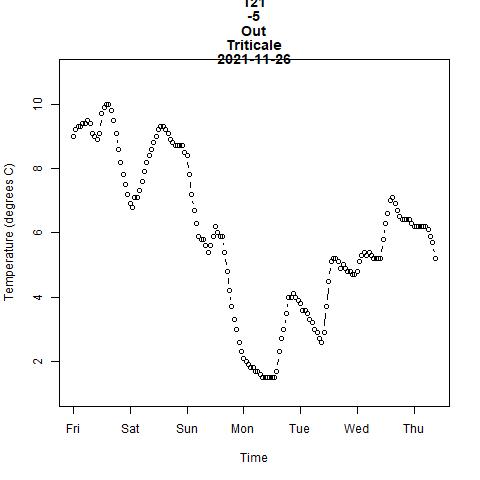 121
-5
Out
Triticale
2021-11-26
Temperature (degrees C)
10
8
6
4
2
Fri Sat Sun Mon Tue Wed Thu
Time